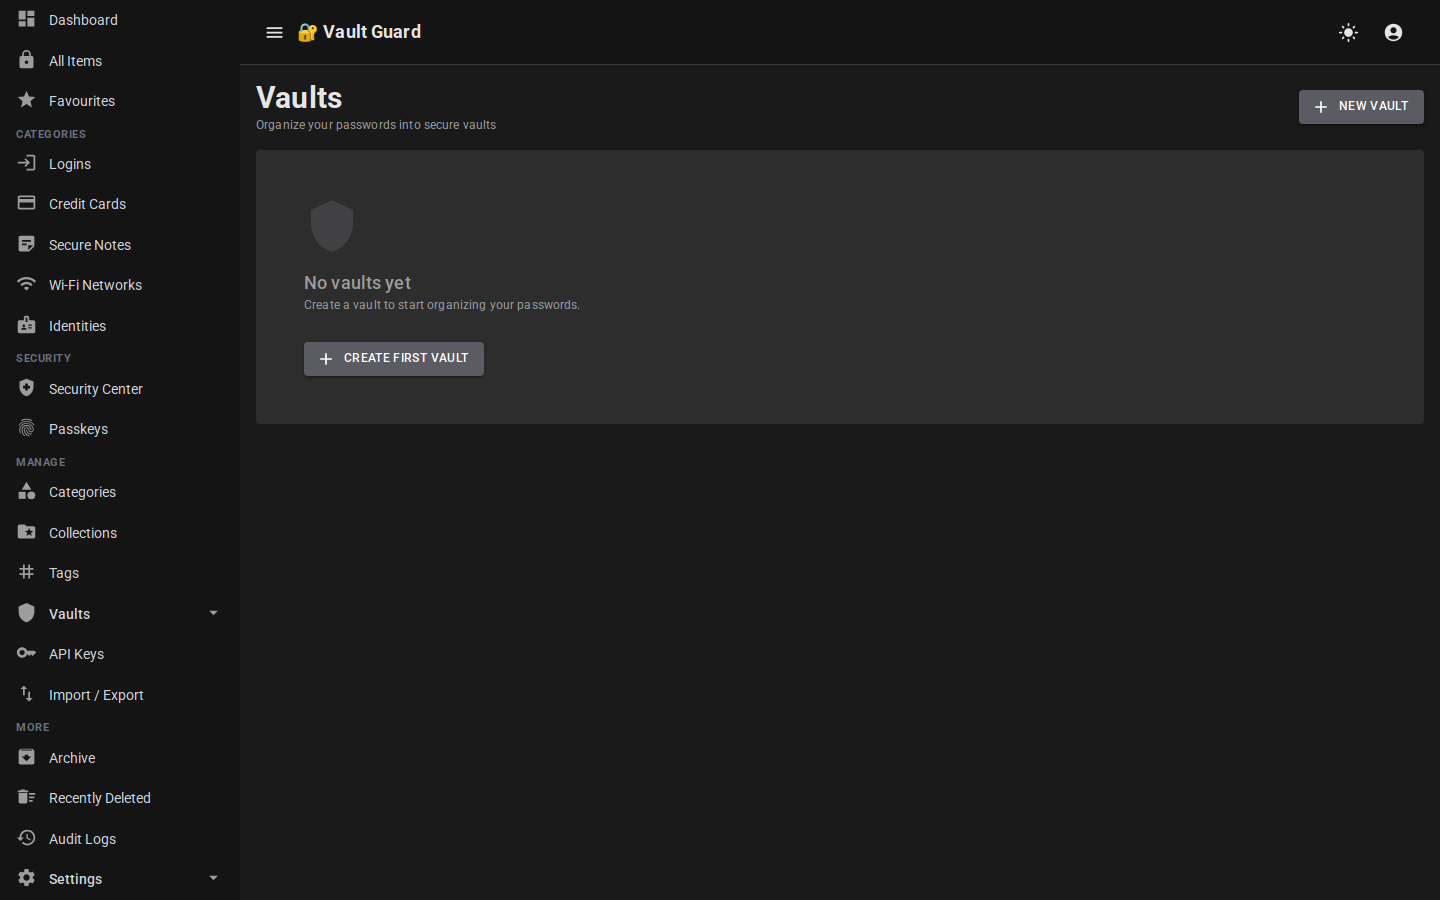 Dashboard
All Items
Favourites
CATEGORIES
Logins
Credit Cards
Secure Notes
Wi-Fi Networks
Identities
SECURITY
Security Center
Passkeys
MANAGE
Categories
Collections
Tags
Vaults
API Keys
Import / Export
MORE
Archive
Recently Deleted
Audit Logs
Settings
Vault Guard
Vaults
Organize your passwords into secure vaults
NEW VAULT
No vaults yet
Create a vault to start organizing your passwords.
CREATE FIRST VAULT